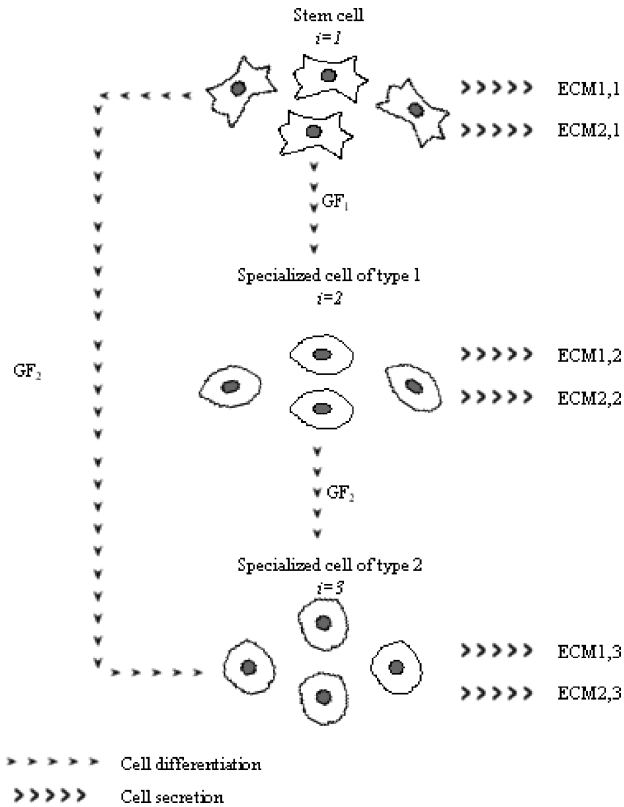 Stem cell
i=1
ECM1,1
ECM2,1
GF1
Specialized cell of type 1
i=2
ECM1,2
GF2
ECM2,2
GF2
Specialized cell of type 2
i=3
ECM1,3
ECM2,3
Cell differentiation
Cell secretion